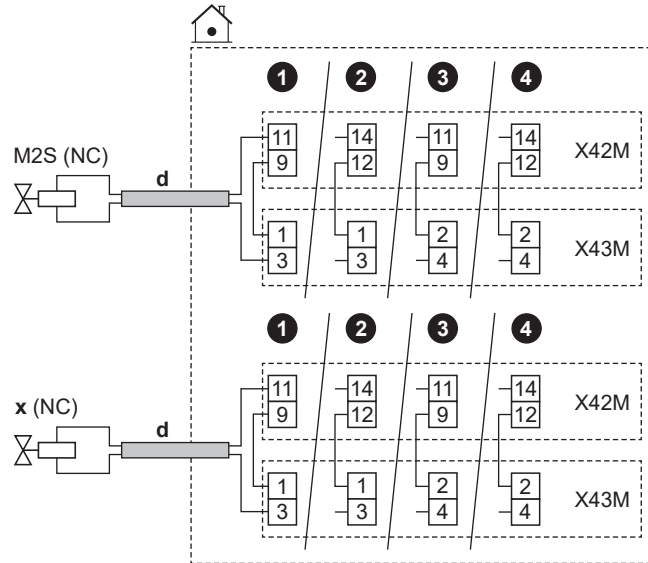 1 2 3 4
11 14 11 14
M2S (NC) 9 12 9 12 X42M
d
1 1 2 2
3 3 4 4 X43M
1 2 3 4
11 14 11 14
x (NC) 9 12 9 12 X42M
d
1 1 2 2
3 3 4 4 X43M